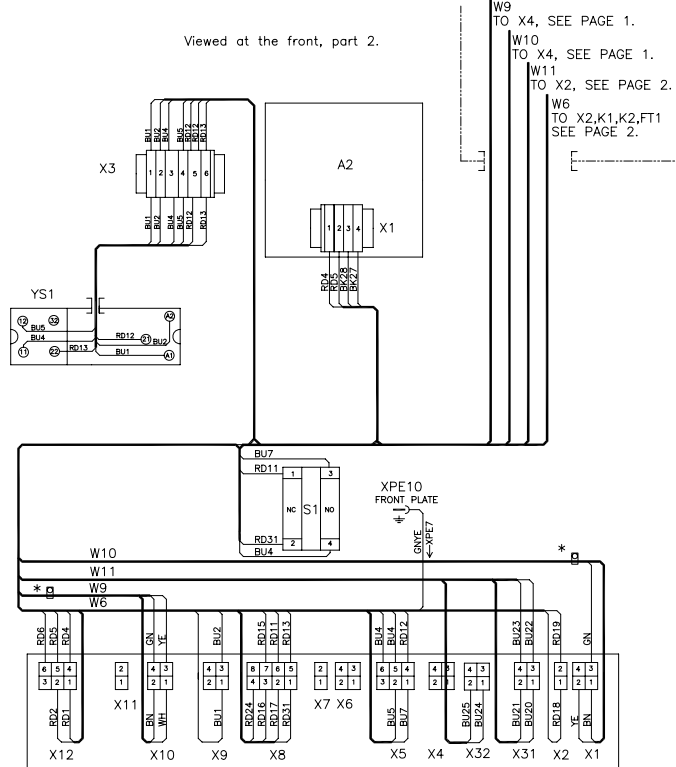 Viewed at the front, part 2.
W9
TO X4, SEE PAGE 1.
W10
TO X4, SEE PAGE 1.
W11
TO X2, SEE PAGE 2.
W6
TO X2,K1,K2,FT1
SEE PAGE 2.
BU1 BU2 BU4 BU5 RD12 RD12 RD13
X3
1 2 3 4 5 6
BU1 BU2 BU4 BU5 RD12 RD13
A2
1 2 3 4
X1
RD4 RD5 BK28 BK27
YS1
12 32 A2
BU5
BU4 RD12 21 BU2
11 22 RD13 BU1 A1
BU7
RD11 1 3
NC S1 NO
RD31 2 4
BU4
XPE10
FRONT PLATE
GNYE XPE7
W10 *
W11
* W9
W6
RD6 RD5 RD4 GN YE BU2 RD15 RD11 RD13 BU4 BU4 RD12 BU23 BU22 RD19 GN
6 5 4 2 4 3 4 3 8 7 6 5 2 4 3 6 5 4 4 3 4 3 4 3 2 4 3
3 2 1 1 2 1 2 1 4 3 2 1 1 2 1 3 2 1 2 1 2 1 2 1 1 2 1
RD2 RD1 BN WH BU1 RD24 RD16 RD17 RD31 BU5 BU7 BU25 BU24 BU21 BU20 RD18 YE BN
X11 X7 X6
X12 X10 X9 X8 X5 X4 X32 X31 X2 X1